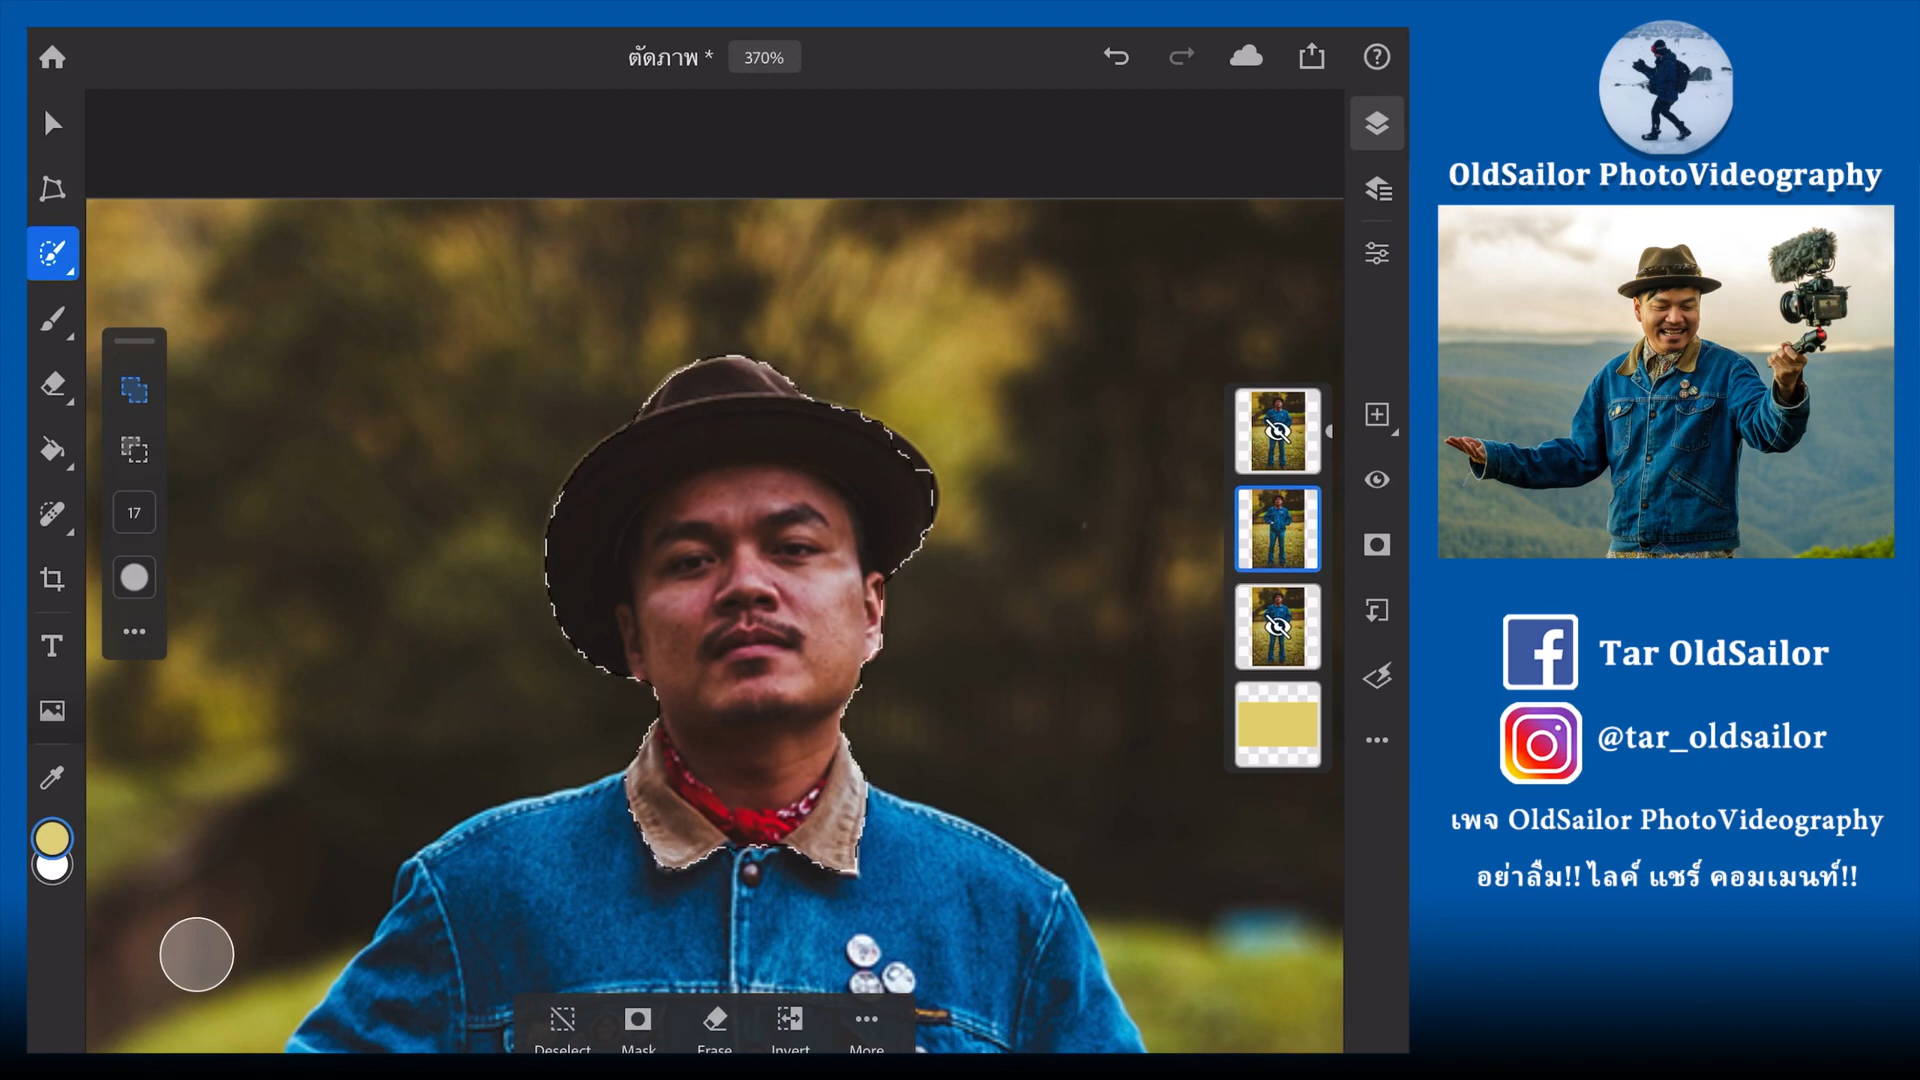 ตัดภาพ * 370%
OldSailor PhotoVideography
17
T
Tar OldSailor
@tar_oldsailor
เพจ OldSailor PhotoVideography
อย่าลืม!! ไลค์ แชร์ คอมเมนท์!!
Deselect Mask Erase Invert More